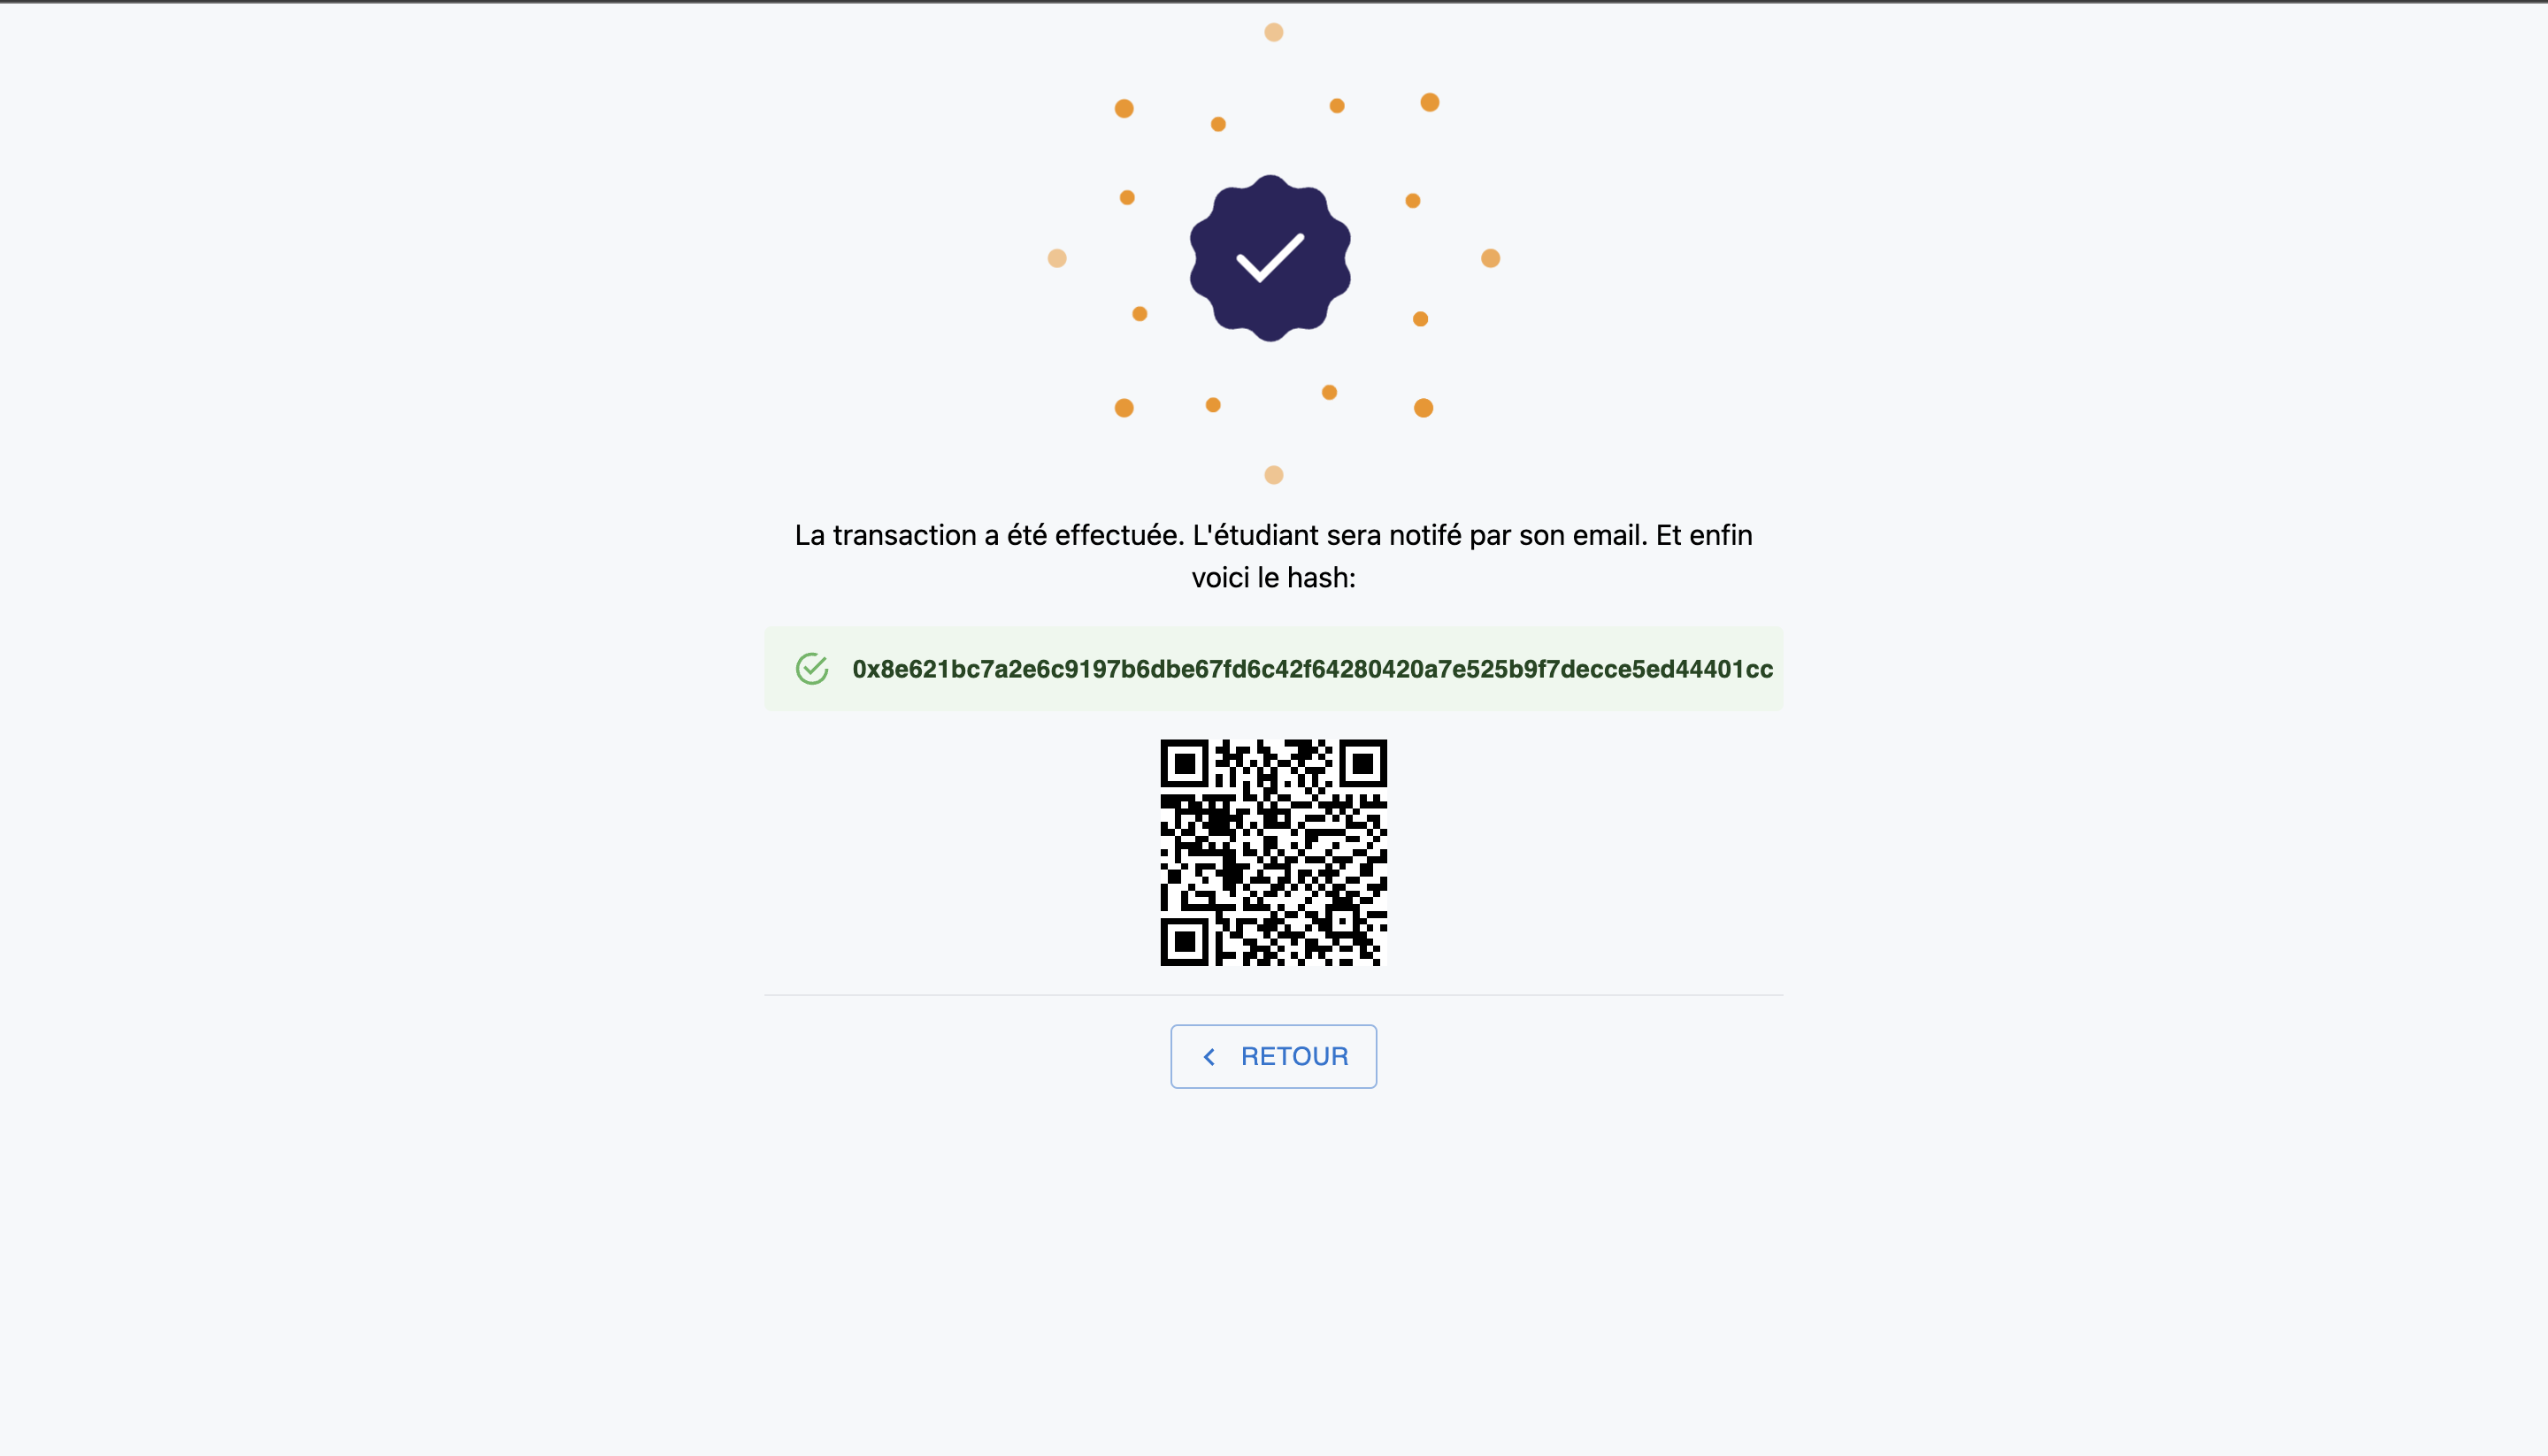 La transaction a été effectuée. L'étudiant sera notifé par son email. Et enfin
voici le hash:
0x8e621bc7a2e6c9197b6dbe67fd6c42f64280420a7e525b9f7decce5ed44401cc
RETOUR